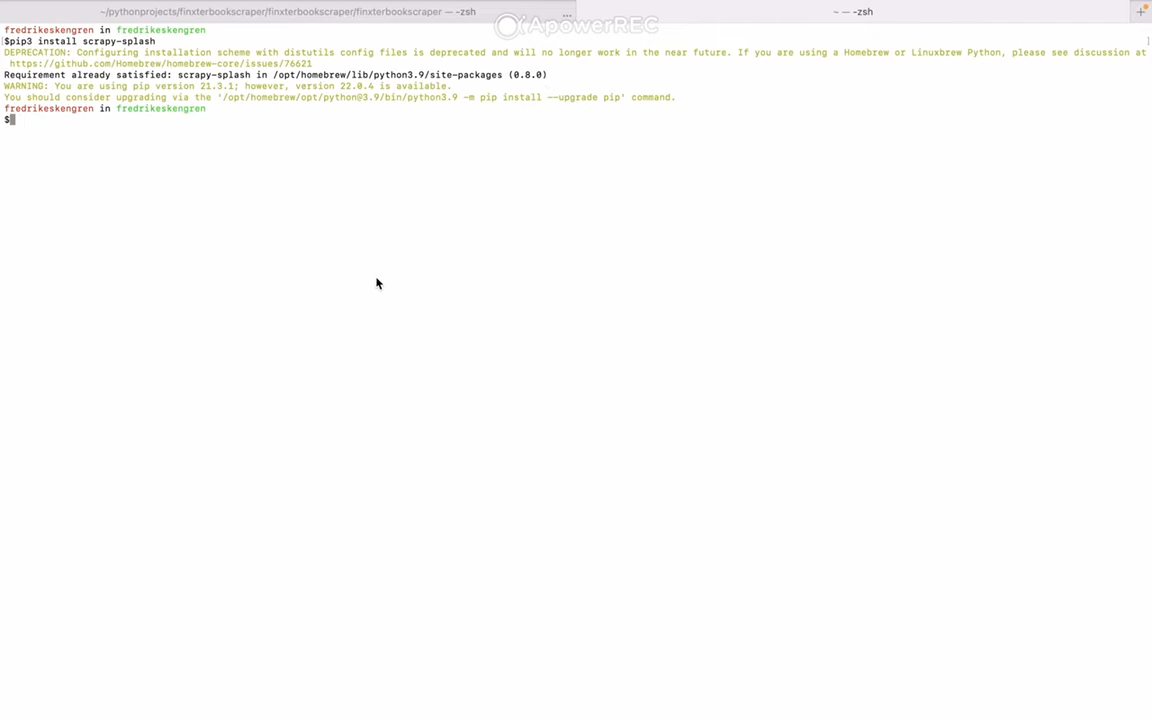 ~/pythonprojects/finxterbookscraper/finxterbookscraper/finxterbookscraper — -zsh ... ~ — -zsh +
ApowerREC
fredrikeskengren in fredrikeskengren
$pip3 install scrapy-splash
DEPRECATION: Configuring installation scheme with distutils config files is deprecated and will no longer work in the near future. If you are using a Homebrew or Linuxbrew Python, please see discussion at
https://github.com/Homebrew/homebrew-core/issues/76621
Requirement already satisfied: scrapy-splash in /opt/homebrew/lib/python3.9/site-packages (0.8.0)
WARNING: You are using pip version 21.3.1; however, version 22.0.4 is available.
You should consider upgrading via the '/opt/homebrew/opt/python@3.9/bin/python3.9 -m pip install --upgrade pip' command.
fredrikeskengren in fredrikeskengren
$